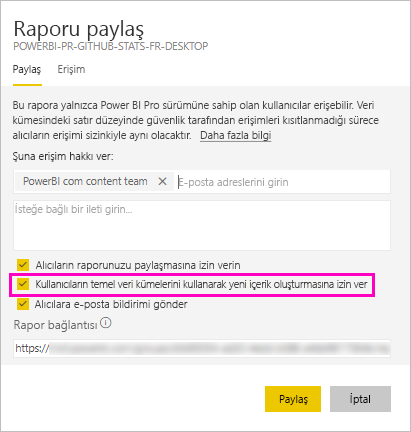 Raporu paylaş
POWERBI-PR-GITHUB-STATS-FR-DESKTOP
Paylaş Erişim
Bu rapora yalnızca Power BI Pro sürümüne sahip olan kullanıcılar erişebilir. Veri
kümesindeki satır düzeyinde güvenlik tarafından erişimleri kısıtlanmadığı sürece
alıcıların erişimi sizinkiyle aynı olacaktır. Daha fazla bilgi
Şuna erişim hakkı ver:
PowerBI com content team E-posta adreslerini girin
İsteğe bağlı bir ileti girin...
Alıcıların raporunuzu paylaşmasına izin verin
Kullanıcıların temel veri kümelerini kullanarak yeni içerik oluşturmasına izin ver
Alıcılara e-posta bildirimi gönder
Rapor bağlantısı
https://
Paylaş İptal